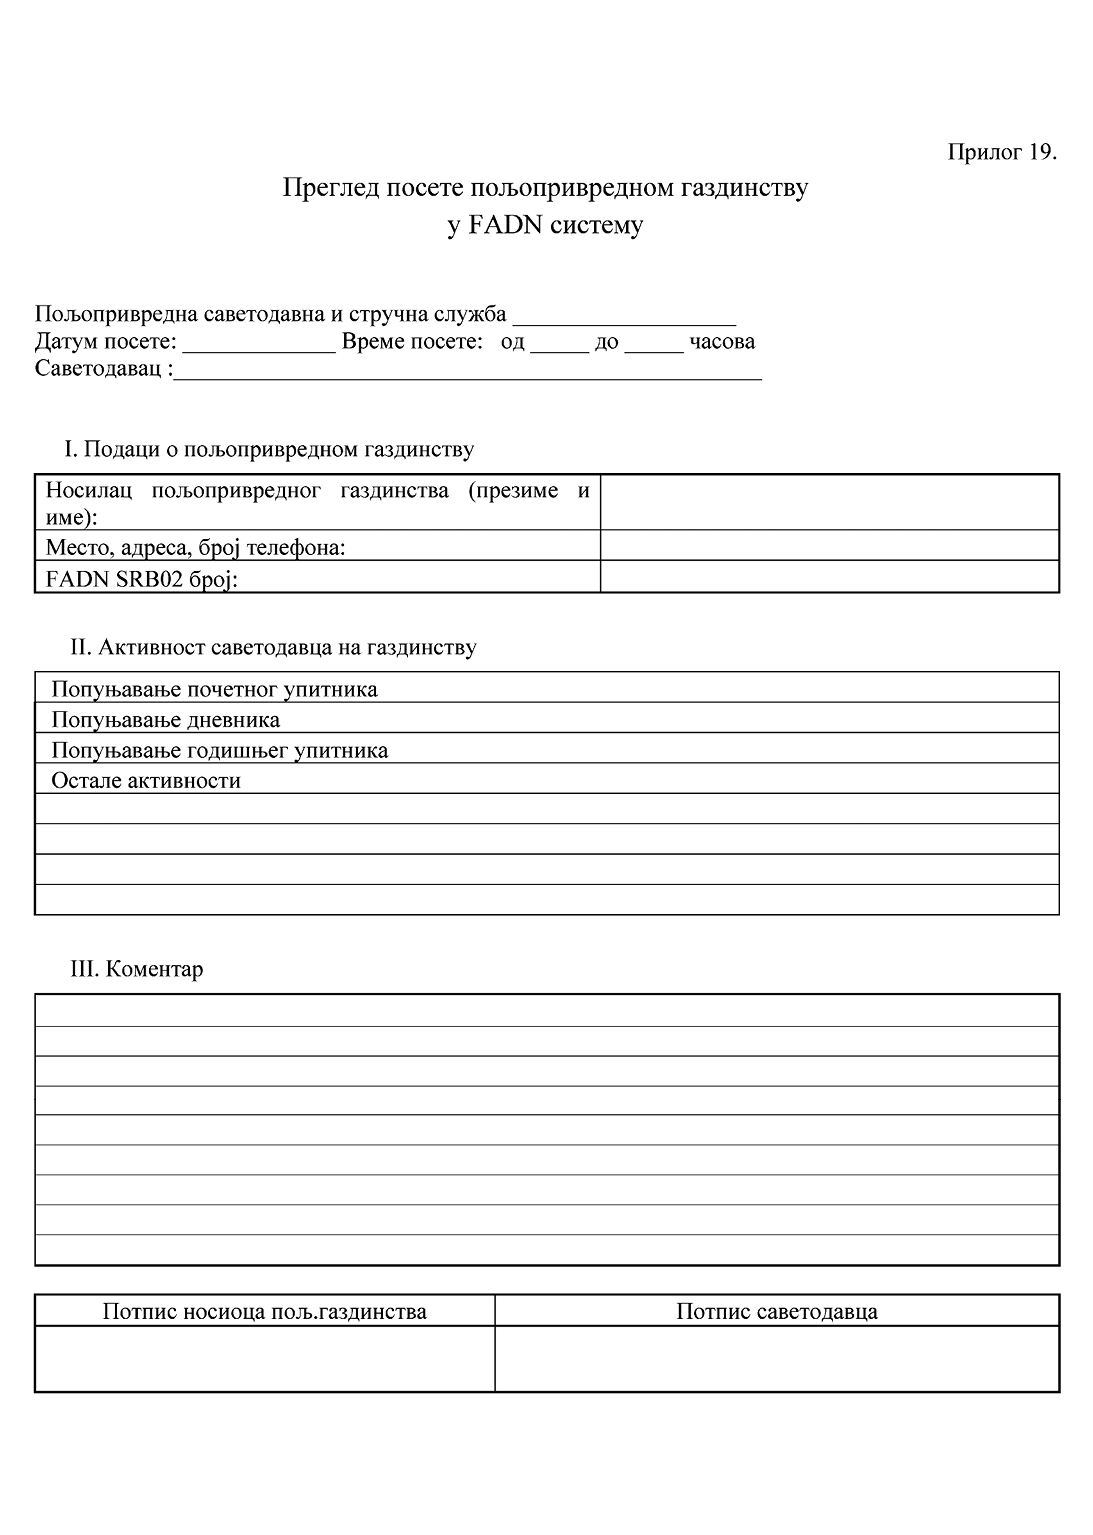 Прилог 19.
Преглед посете пољопривредном газдинству
у FADN систему
Пољопривредна саветодавна и стручна служба ___________________
Датум посете: _____________ Време посете: од _____ до _____ часова
Саветодавац :__________________________________________________
I. Подаци о пољопривредном газдинству
Носилац пољопривредног газдинства (презиме и
име):
Место, адреса, број телефона:
FADN SRB02 број:
II. Активност саветодавца на газдинству
Попуњавање почетног упитника
Попуњавање дневника
Попуњавање годишњег упитника
Остале активности
III. Коментар
Потпис носиоца пољ.газдинства
Потпис саветодавца